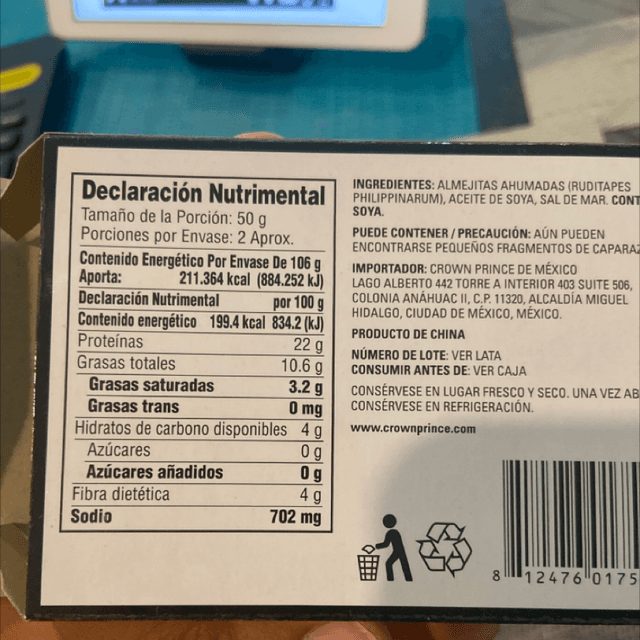 Declaración Nutrimental
Tamaño de la Porción: 50 g
Porciones por Envase: 2 Aprox.
Contenido Energético Por Envase De 106 g
Aporta: 211.364 kcal (884.252 kJ)
Declaración Nutrimental por 100 g
Contenido energético 199.4 kcal 834.2 (kJ)
Proteínas 22 g
Grasas totales 10.6 g
Grasas saturadas 3.2 g
Grasas trans 0 mg
Hidratos de carbono disponibles 4 g
Azúcares 0 g
Azúcares añadidos 0 g
Fibra dietética 4 g
Sodio 702 mg
INGREDIENTES: ALMEJITAS AHUMADAS (RUDITAPES
PHILIPPINARUM), ACEITE DE SOYA, SAL DE MAR. CONT
SOYA.
PUEDE CONTENER / PRECAUCIÓN: AÚN PUEDEN
ENCONTRARSE PEQUEÑOS FRAGMENTOS DE CAPARAZ
IMPORTADOR: CROWN PRINCE DE MÉXICO
LAGO ALBERTO 442 TORRE A INTERIOR 403 SUITE 506,
COLONIA ANÁHUAC II, C.P. 11320, ALCALDÍA MIGUEL
HIDALGO, CIUDAD DE MÉXICO, MÉXICO.
PRODUCTO DE CHINA
NÚMERO DE LOTE: VER LATA
CONSUMIR ANTES DE: VER CAJA
CONSÉRVESE EN LUGAR FRESCO Y SECO. UNA VEZ AB
CONSÉRVESE EN REFRIGERACIÓN.
www.crownprince.com
8 12476 0175